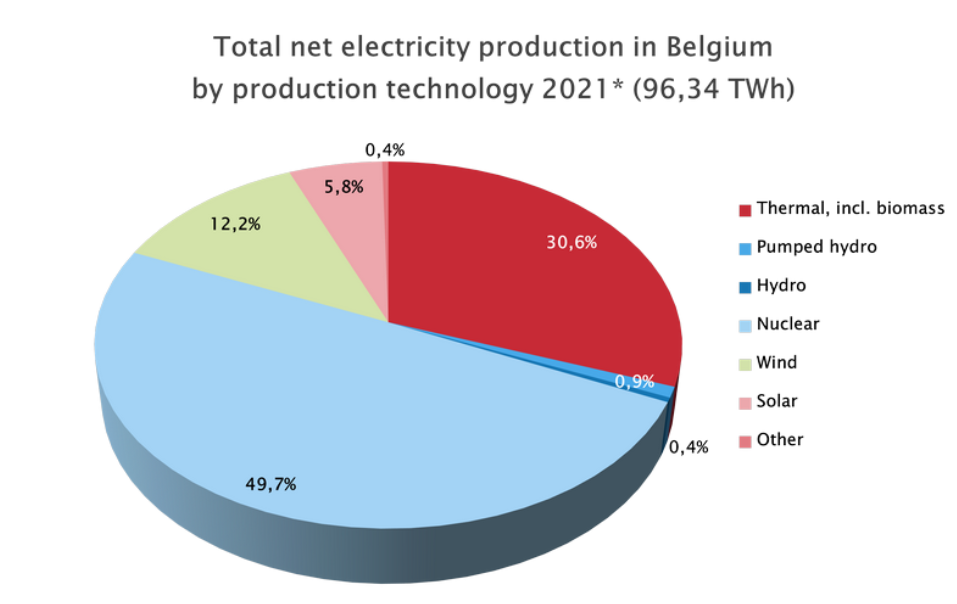 Total net electricity production in Belgium
by production technology 2021* (96,34 TWh)
0,4%
5,8%
12,2%
30,6%
0,9%
0,4%
49,7%
Thermal, incl. biomass
Pumped hydro
Hydro
Nuclear
Wind
Solar
Other